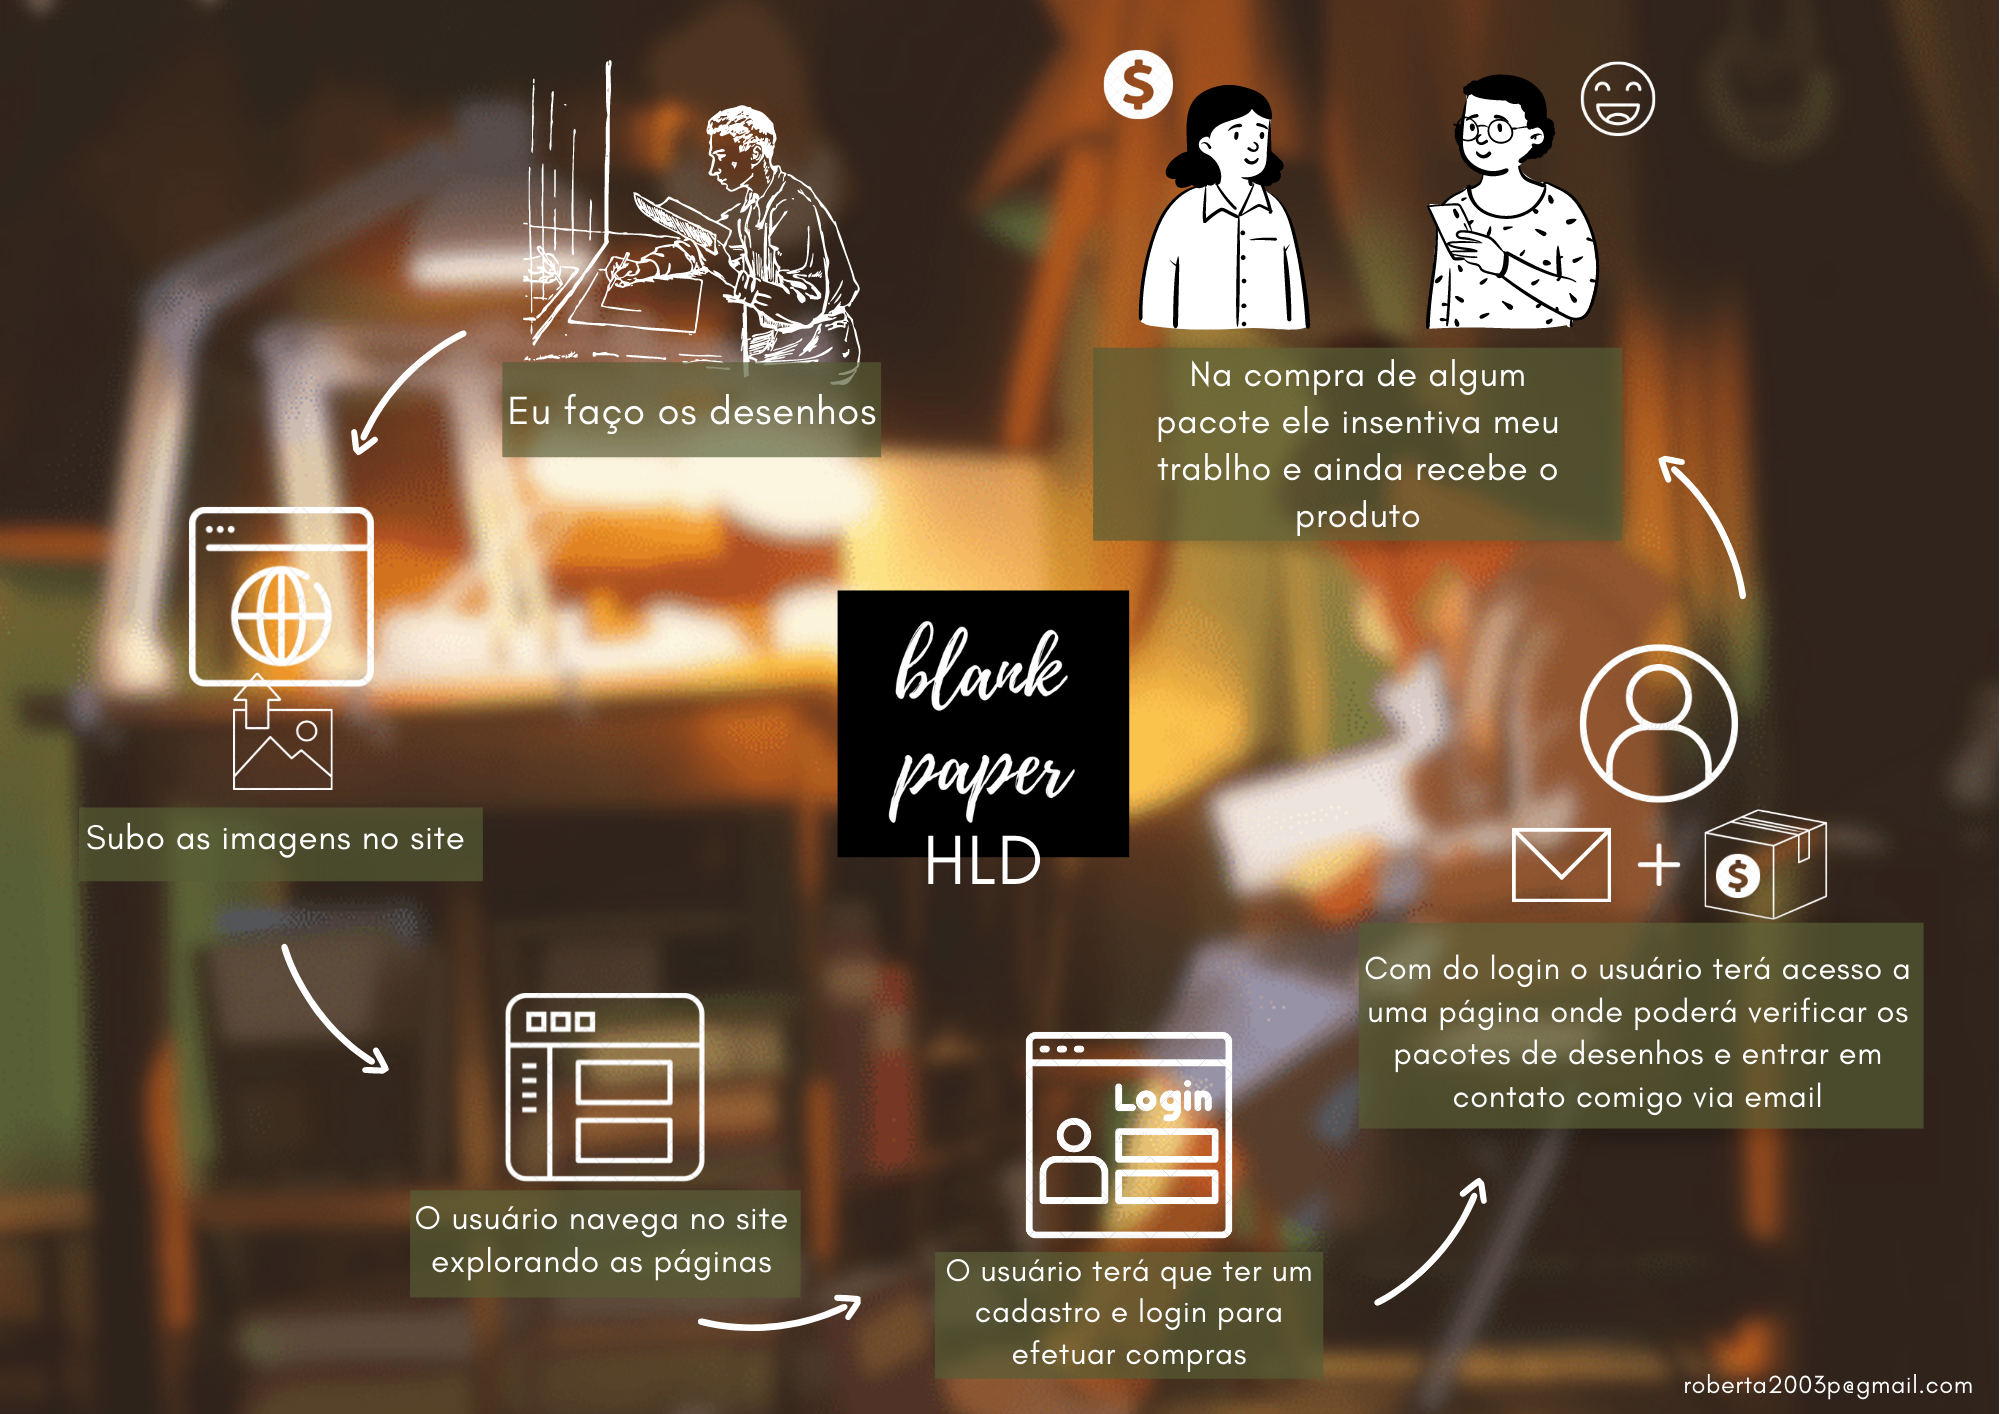 Eu faço os desenhos
Subo as imagens no site
O usuário navega no site
explorando as páginas
Login
O usuário terá que ter um
cadastro e login para
efetuar compras
Com do login o usuário terá acesso a
uma página onde poderá verificar os
pacotes de desenhos e entrar em
contato comigo via email
$
$
Na compra de algum
pacote ele insentiva meu
trablho e ainda recebe o
produto
blank
paper
HLD
roberta2003p@gmail.com